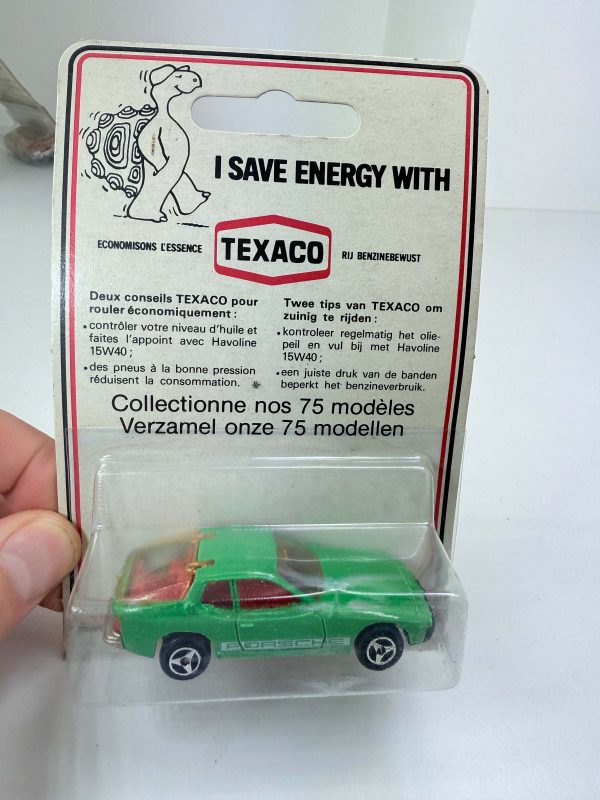 I SAVE ENERGY WITH
ECONOMISONS L'ESSENCE
TEXACO
RIJ BENZINEBEWUST
Deux conseils TEXACO pour
rouler économiquement :
• contrôler votre niveau d'huile et
faites l'appoint avec Havoline
15W40 ;
• des pneus à la bonne pression
réduisent la consommation.
Twee tips van TEXACO om
zuinig te rijden :
• kontroleer regelmatig het olie-
peil en vul bij met Havoline
15W40 ;
• een juiste druk van de banden
beperkt het benzineverbruik.
Collectionne nos 75 modèles
Verzamel onze 75 modellen
PORSCHE